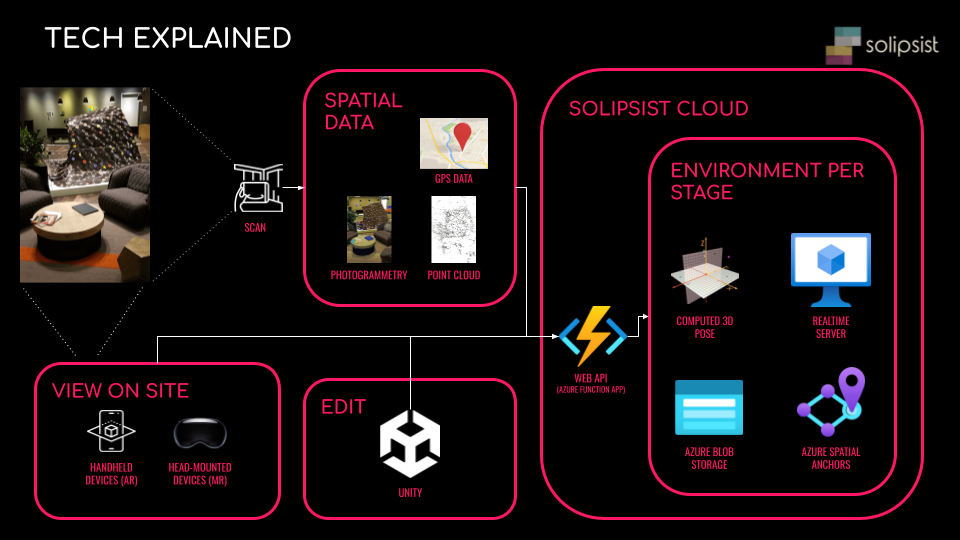 TECH EXPLAINED
solipsist
SPATIAL
DATA
GPS DATA
PHOTOGRAMMETRY
POINT CLOUD
SCAN
SOLIPSIST CLOUD
ENVIRONMENT PER
STAGE
COMPUTED 3D
POSE
REALTIME
SERVER
WEB API
(AZURE FUNCTION APP)
AZURE BLOB
STORAGE
AZURE SPATIAL
ANCHORS
VIEW ON SITE
HANDHELD
DEVICES (AR)
HEAD-MOUNTED
DEVICES (MR)
EDIT
UNITY